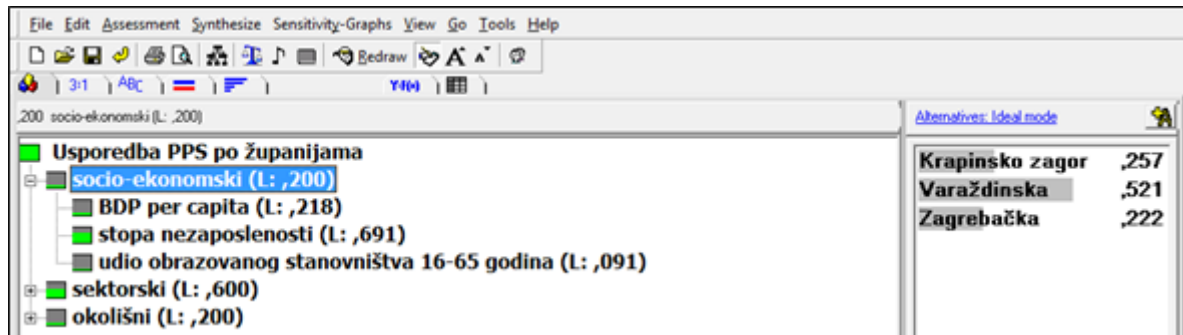 File Edit Assessment Synthesize Sensitivity-Graphs View Go Tools Help
Redraw A A
3:1 ABC Y=f(x)
,200 socio-ekonomski (L: ,200)
Alternatives: Ideal mode
Usporedba PPS po županijama
socio-ekonomski (L: ,200)
BDP per capita (L: ,218)
stopa nezaposlenosti (L: ,691)
udio obrazovanog stanovništva 16-65 godina (L: ,091)
sektorski (L: ,600)
okolišni (L: ,200)
Krapinsko zagor ,257
Varaždinska ,521
Zagrebačka ,222